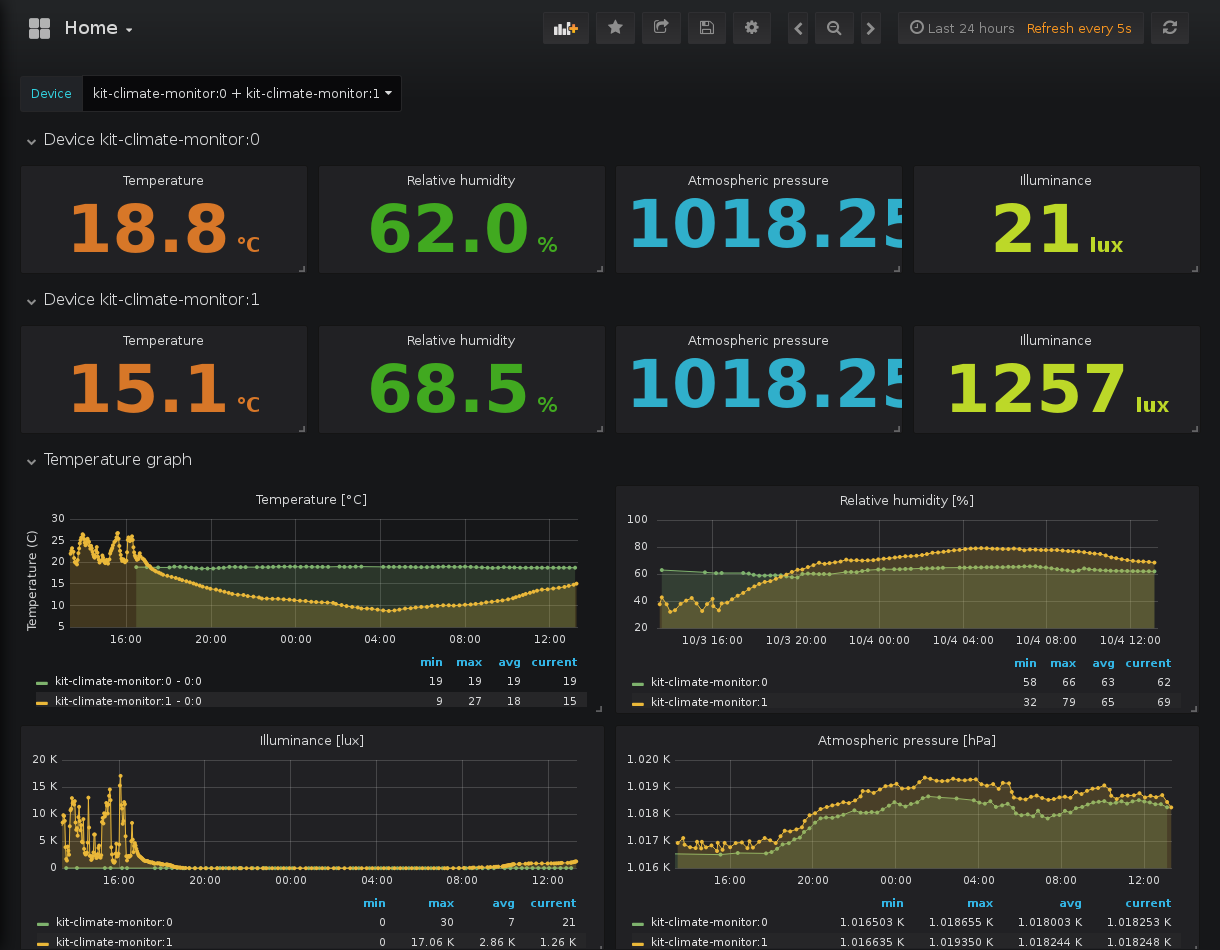 Home
Last 24 hours Refresh every 5s
Device kit-climate-monitor:0 + kit-climate-monitor:1
Device kit-climate-monitor:0
Temperature Relative humidity Atmospheric pressure Illuminance
18.8 °C 62.0 % 1018.25 21 lux
Device kit-climate-monitor:1
Temperature Relative humidity Atmospheric pressure Illuminance
15.1 °C 68.5 % 1018.25 1257 lux
Temperature graph
Temperature [°C]
Temperature (C)
30
25
20
15
10
5
16:00 20:00 00:00 04:00 08:00 12:00
min max avg current
kit-climate-monitor:0 - 0:0 19 19 19 19
kit-climate-monitor:1 - 0:0 9 27 18 15
Relative humidity [%]
100
80
60
40
20
10/3 16:00 10/3 20:00 10/4 00:00 10/4 04:00 10/4 08:00 10/4 12:00
min max avg current
kit-climate-monitor:0 58 66 63 62
kit-climate-monitor:1 32 79 65 69
Illuminance [lux]
20 K
15 K
10 K
5 K
0
16:00 20:00 00:00 04:00 08:00 12:00
min max avg current
kit-climate-monitor:0 0 30 7 21
kit-climate-monitor:1 0 17.06 K 2.86 K 1.26 K
Atmospheric pressure [hPa]
1.020 K
1.019 K
1.018 K
1.017 K
1.016 K
16:00 20:00 00:00 04:00 08:00 12:00
min max avg current
kit-climate-monitor:0 1.016503 K 1.018655 K 1.018003 K 1.018253 K
kit-climate-monitor:1 1.016635 K 1.019350 K 1.018244 K 1.018248 K